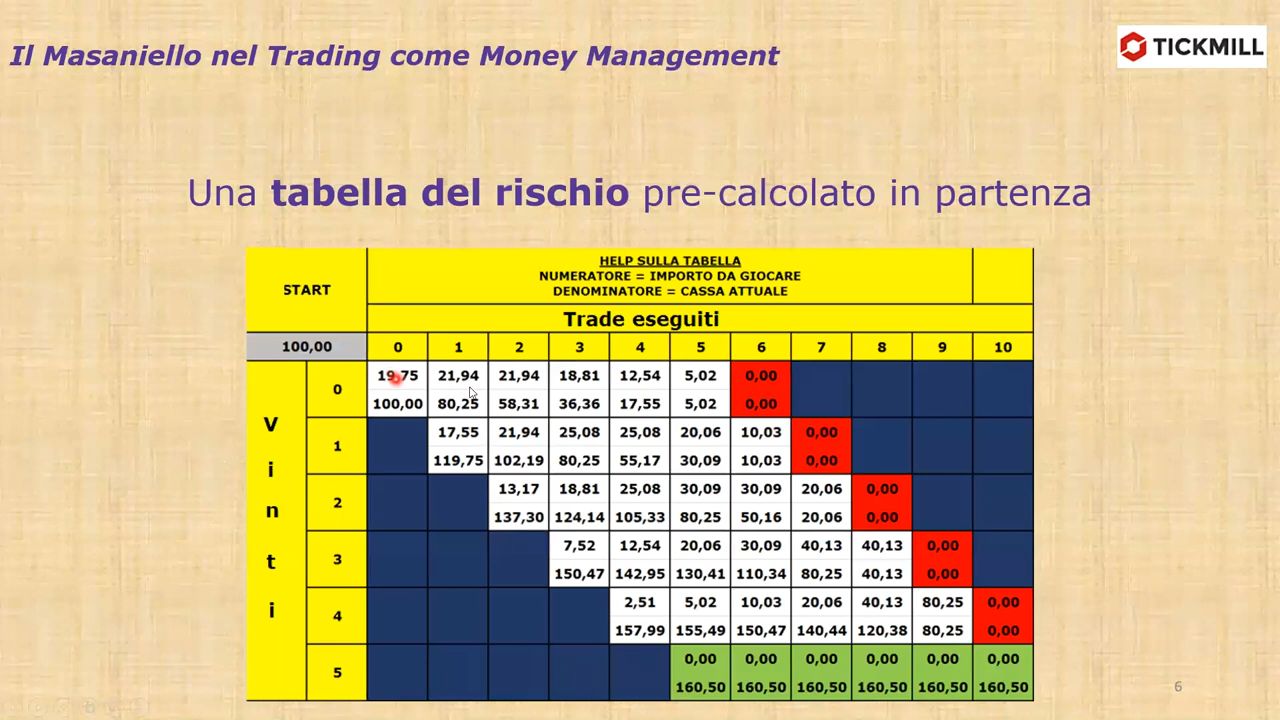 Il Masaniello nel Trading come Money Management
TICKMILL
Una tabella del rischio pre-calcolato in partenza
START
HELP SULLA TABELLA
NUMERATORE = IMPORTO DA GIOCARE
DENOMINATORE = CASSA ATTUALE
Trade eseguiti
100,00 0 1 2 3 4 5 6 7 8 9 10
Vinti
0 19,75 21,94 21,94 18,81 12,54 5,02 0,00
100,00 80,25 58,31 36,36 17,55 5,02 0,00
1 17,55 21,94 25,08 25,08 20,06 10,03 0,00
119,75 102,19 80,25 55,17 30,09 10,03 0,00
2 13,17 18,81 25,08 30,09 30,09 20,06 0,00
137,30 124,14 105,33 80,25 50,16 20,06 0,00
3 7,52 12,54 20,06 30,09 40,13 40,13 0,00
150,47 142,95 130,41 110,34 80,25 40,13 0,00
4 2,51 5,02 10,03 20,06 40,13 80,25 0,00
157,99 155,49 150,47 140,44 120,38 80,25 0,00
5 0,00 0,00 0,00 0,00 0,00 0,00
160,50 160,50 160,50 160,50 160,50 160,50
6